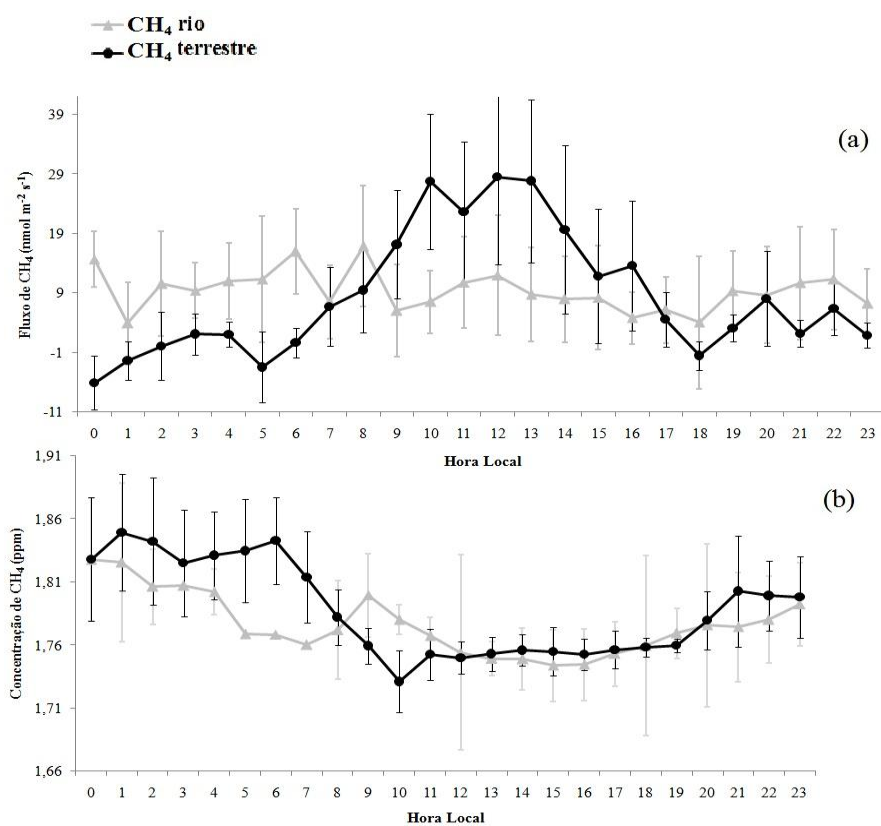 CH₄ rio
CH₄ terrestre
(a)
Fluxo de CH₄ (nmol m⁻² s⁻¹)
39
29
19
9
-1
-11
0 1 2 3 4 5 6 7 8 9 10 11 12 13 14 15 16 17 18 19 20 21 22 23
Hora Local
(b)
Concentração de CH₄ (ppm)
1,91
1,86
1,81
1,76
1,71
1,66
0 1 2 3 4 5 6 7 8 9 10 11 12 13 14 15 16 17 18 19 20 21 22 23
Hora Local